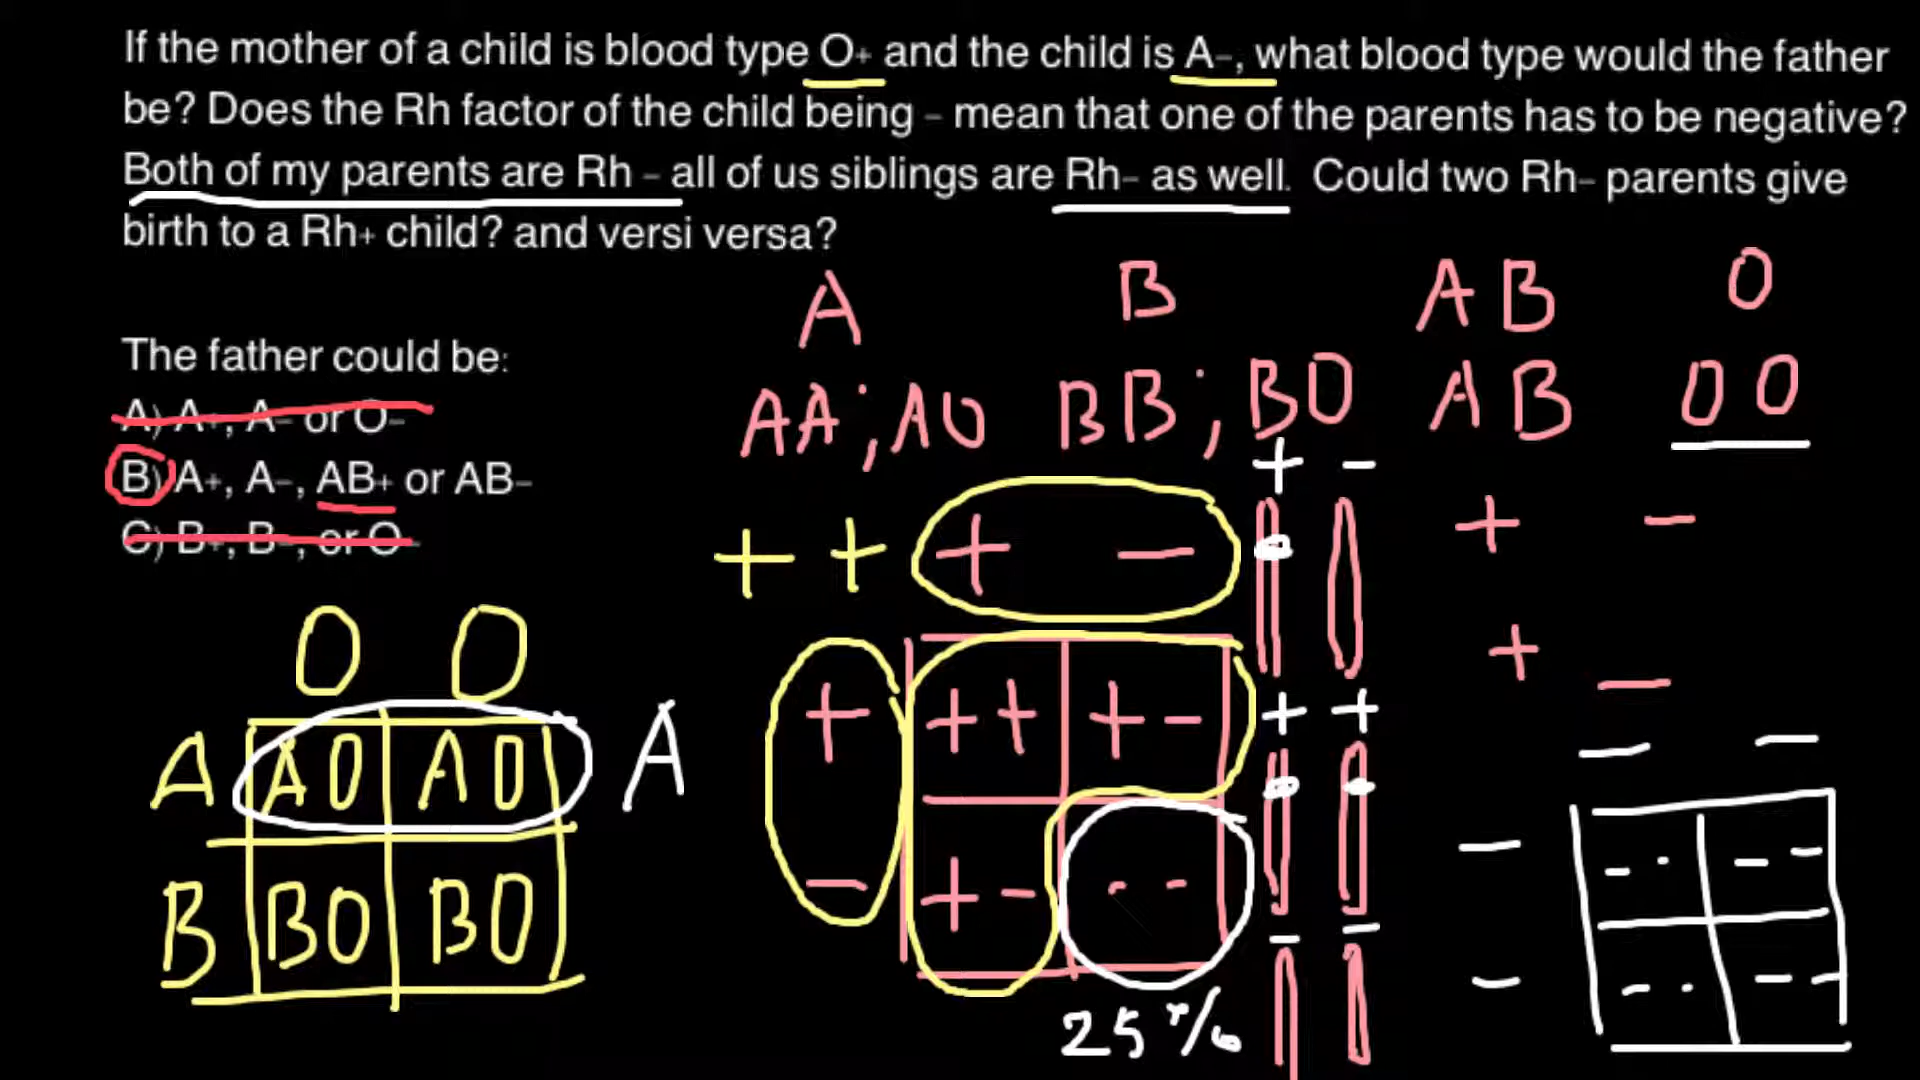 If the mother of a child is blood type O+ and the child is A-, what blood type would the father
be? Does the Rh factor of the child being - mean that one of the parents has to be negative?
Both of my parents are Rh - all of us siblings are Rh- as well. Could two Rh- parents give
birth to a Rh+ child? and versi versa?
A B AB O
The father could be:
AA; AO BB; BO AB OO
A) A+, A- or O-
+ -
B) A+, A-, AB+ or AB-
+ + + - + -
C) B+, B-, or O-
O O
+ -
A AO AO A
+ ++ +- + +
- -
B BO BO
- +- -- - -- --
- -
- -- --
25%